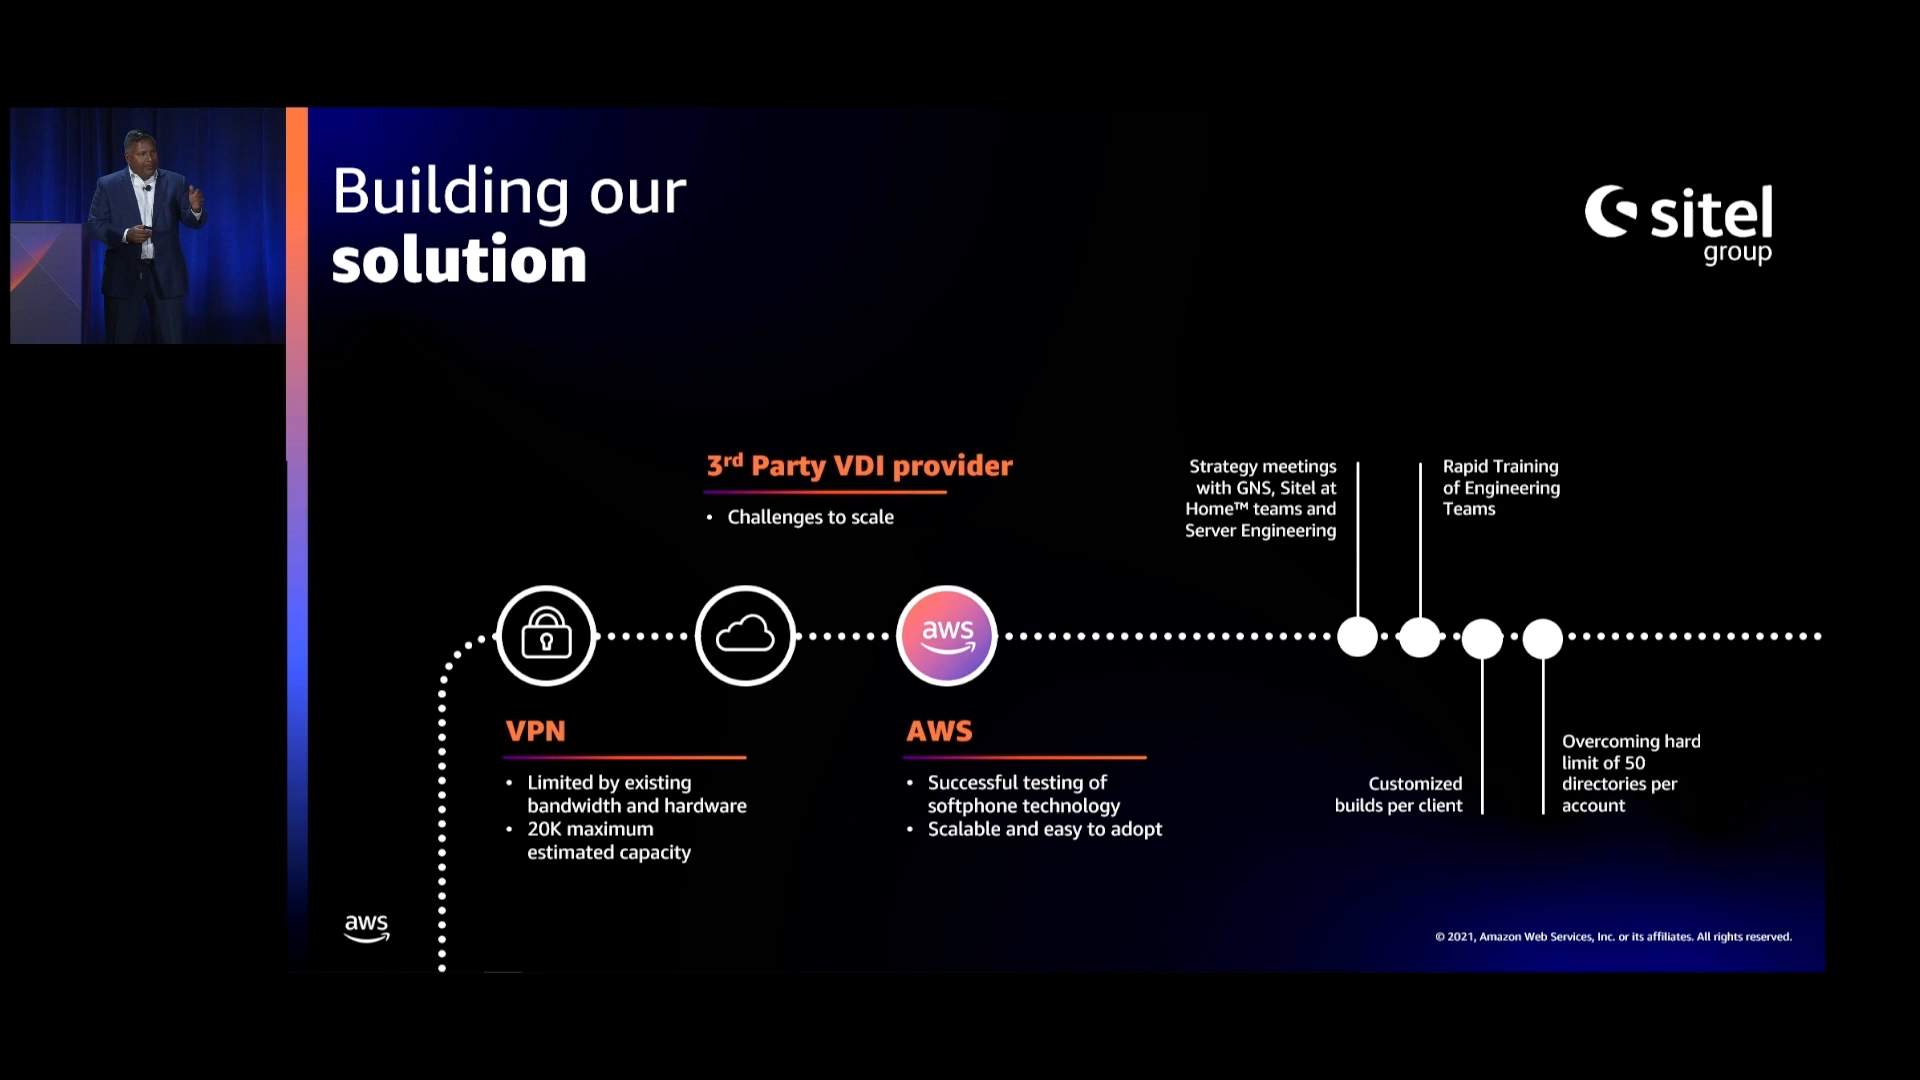 Building our
solution
sitel
group
3rd Party VDI provider
• Challenges to scale
Strategy meetings
with GNS, Sitel at
Home™ teams and
Server Engineering
Rapid Training
of Engineering
Teams
aws
VPN
• Limited by existing
bandwidth and hardware
• 20K maximum
estimated capacity
AWS
• Successful testing of
softphone technology
• Scalable and easy to adopt
Customized
builds per client
Overcoming hard
limit of 50
directories per
account
aws
© 2021, Amazon Web Services, Inc. or its affiliates. All rights reserved.